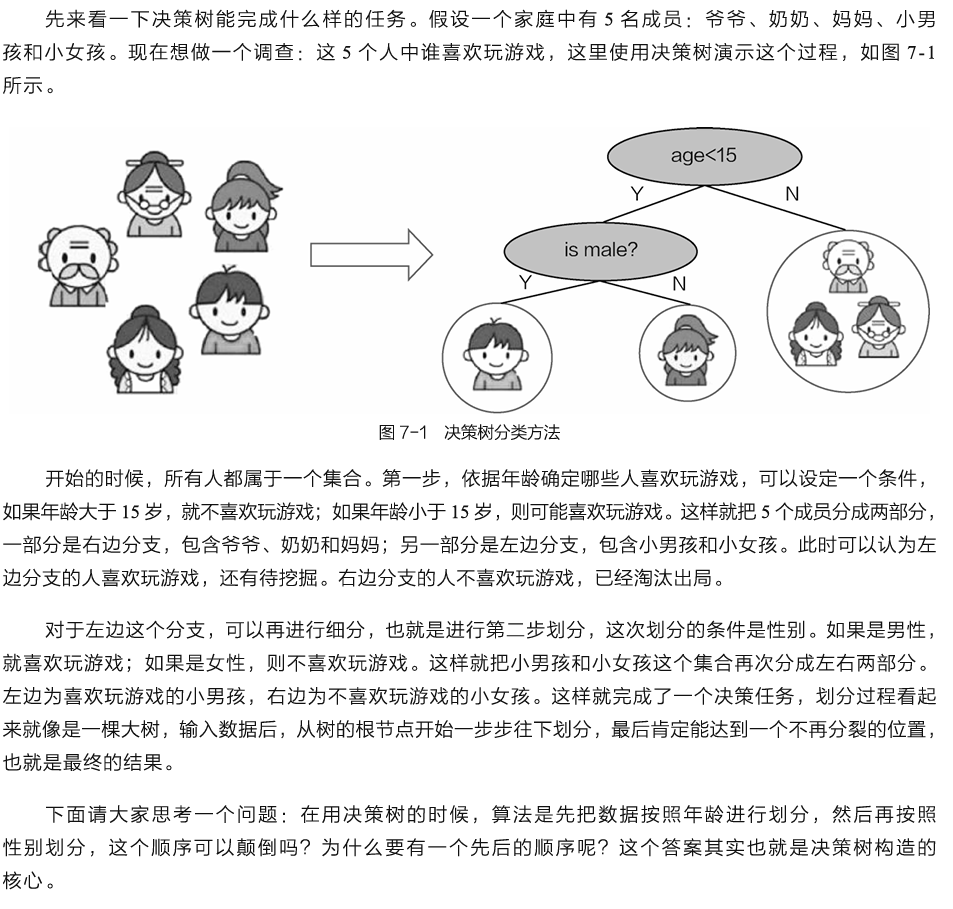 先来看一下决策树能完成什么样的任务。假设一个家庭中有 5 名成员：爷爷、奶奶、妈妈、小男
孩和小女孩。现在想做一个调查：这 5 个人中谁喜欢玩游戏，这里使用决策树演示这个过程，如图 7-1
所示。
age<15
Y
N
is male?
Y
N
图 7-1 决策树分类方法
开始的时候，所有人都属于一个集合。第一步，依据年龄确定哪些人喜欢玩游戏，可以设定一个条件，
如果年龄大于 15 岁，就不喜欢玩游戏；如果年龄小于 15 岁，则可能喜欢玩游戏。这样就把 5 个成员分成两部分，
一部分是右边分支，包含爷爷、奶奶和妈妈；另一部分是左边分支，包含小男孩和小女孩。此时可以认为左
边分支的人喜欢玩游戏，还有待挖掘。右边分支的人不喜欢玩游戏，已经淘汰出局。
对于左边这个分支，可以再进行细分，也就是进行第二步划分，这次划分的条件是性别。如果是男性，
就喜欢玩游戏；如果是女性，则不喜欢玩游戏。这样就把小男孩和小女孩这个集合再次分成左右两部分。
左边为喜欢玩游戏的小男孩，右边为不喜欢玩游戏的小女孩。这样就完成了一个决策任务，划分过程看起
来就像是一棵大树，输入数据后，从树的根节点开始一步步往下划分，最后肯定能达到一个不再分裂的位置，
也就是最终的结果。
下面请大家思考一个问题：在用决策树的时候，算法是先把数据按照年龄进行划分，然后再按照
性别划分，这个顺序可以颠倒吗？为什么要有一个先后的顺序呢？这个答案其实也就是决策树构造的
核心。